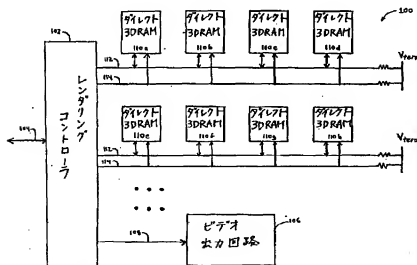 100
102
ダイレクト
3DRAM
110a
ダイレクト
3DRAM
110b
ダイレクト
3DRAM
110c
ダイレクト
3DRAM
110d
Vterm
112
114
レンダリング
コントローラ
104
ダイレクト
3DRAM
110e
ダイレクト
3DRAM
110f
ダイレクト
3DRAM
110g
ダイレクト
3DRAM
110h
Vterm
112
114
108
ビデオ
出力回路
106